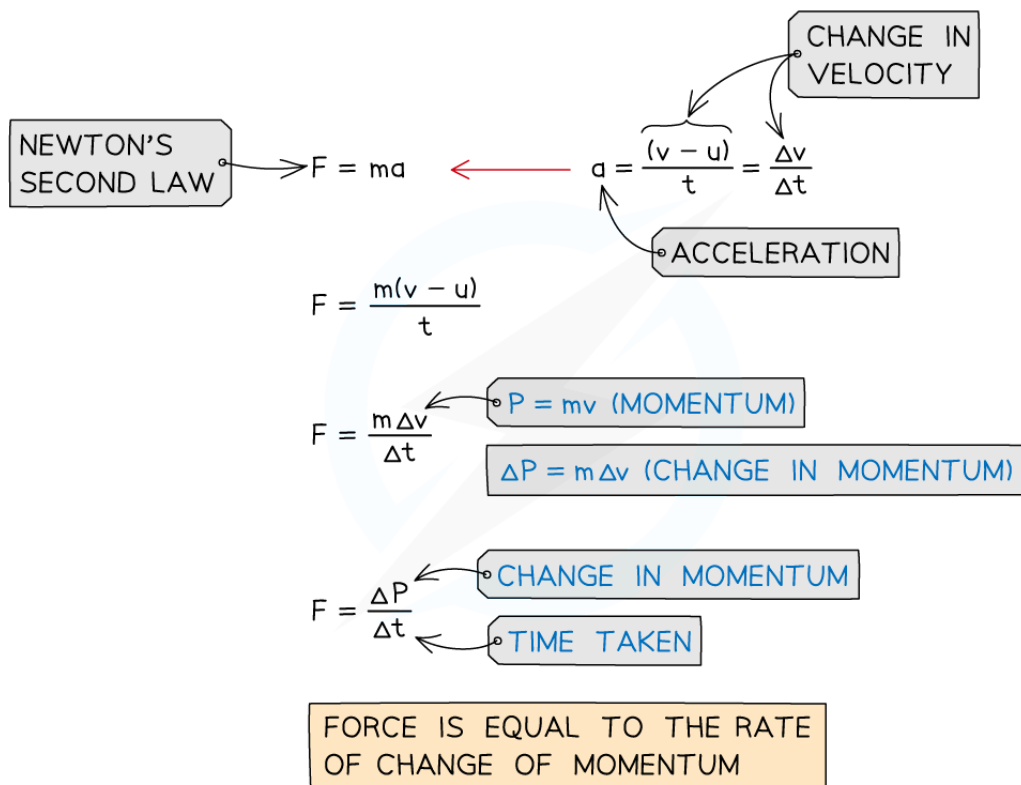 CHANGE IN
VELOCITY
NEWTON'S
SECOND LAW
F = ma
a = (v – u)/t = Δv/Δt
ACCELERATION
F = m(v – u)/t
F = mΔv/Δt
P = mv (MOMENTUM)
ΔP = mΔv (CHANGE IN MOMENTUM)
F = ΔP/Δt
CHANGE IN MOMENTUM
TIME TAKEN
FORCE IS EQUAL TO THE RATE
OF CHANGE OF MOMENTUM